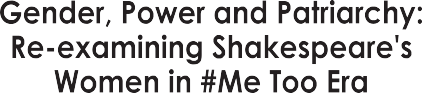 Gender, Power and Patriarchy:
Re-examining Shakespeare's
Women in #Me Too Era